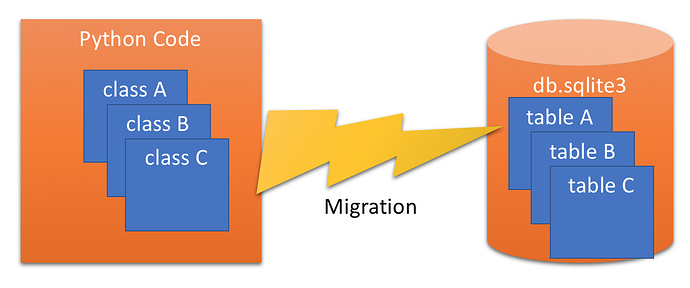 Python Code
class A
class B
class C
Migration
db.sqlite3
table A
table B
table C